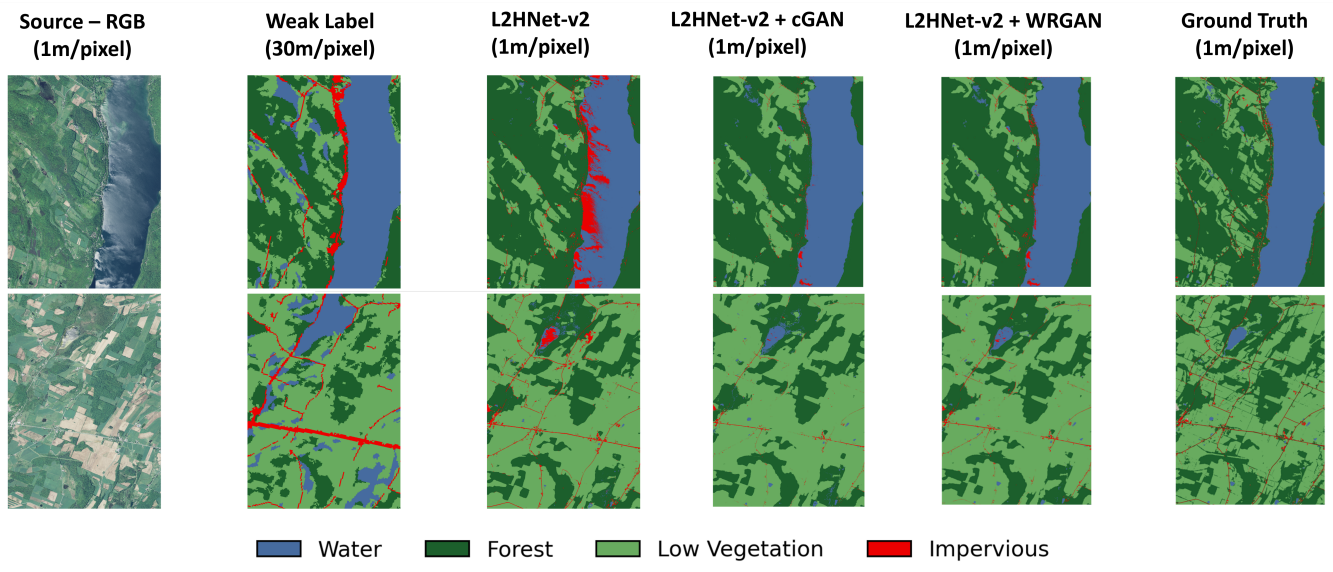 Source – RGB
(1m/pixel)
Weak Label
(30m/pixel)
L2HNet-v2
(1m/pixel)
L2HNet-v2 + cGAN
(1m/pixel)
L2HNet-v2 + WRGAN
(1m/pixel)
Ground Truth
(1m/pixel)
Water
Forest
Low Vegetation
Impervious